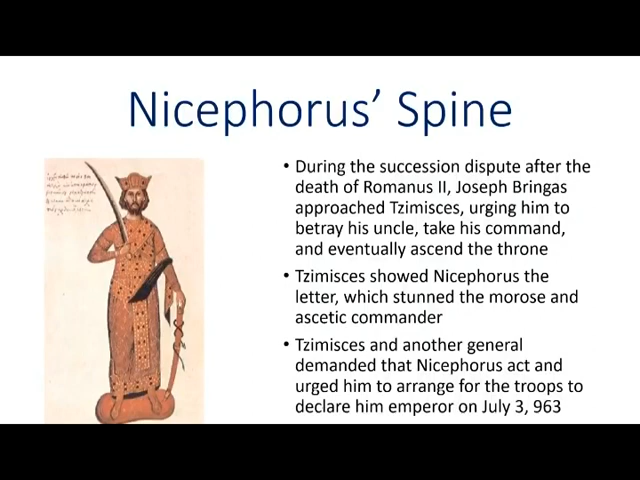 Nicephorus’ Spine
• During the succession dispute after the
death of Romanus II, Joseph Bringas
approached Tzimisces, urging him to
betray his uncle, take his command,
and eventually ascend the throne
• Tzimisces showed Nicephorus the
letter, which stunned the morose and
ascetic commander
• Tzimisces and another general
demanded that Nicephorus act and
urged him to arrange for the troops to
declare him emperor on July 3, 963